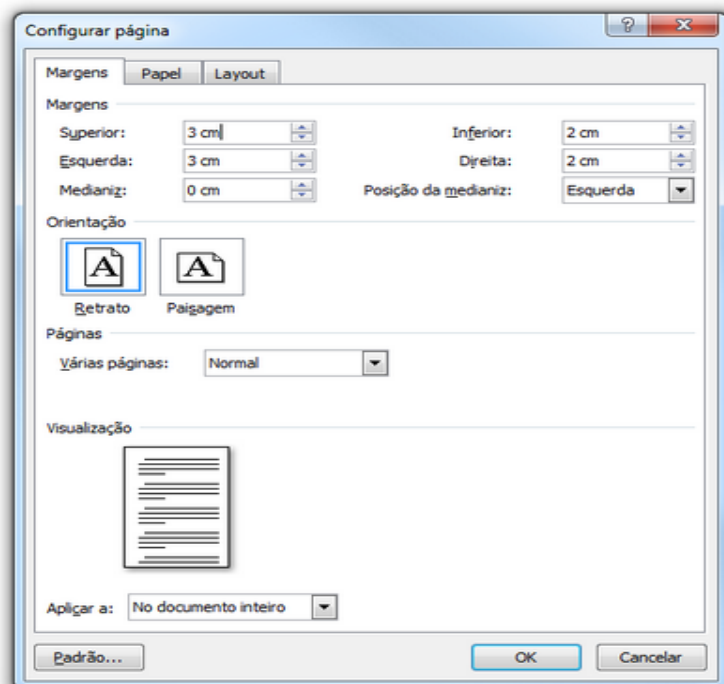 Configurar página
Margens Papel Layout
Margens
Superior: 3 cm Inferior: 2 cm
Esquerda: 3 cm Direita: 2 cm
Medianiz: 0 cm Posição da medianiz: Esquerda
Orientação
A A
Retrato Paisagem
Páginas
Várias páginas: Normal
Visualização
Aplicar a: No documento inteiro
Padrão... OK Cancelar